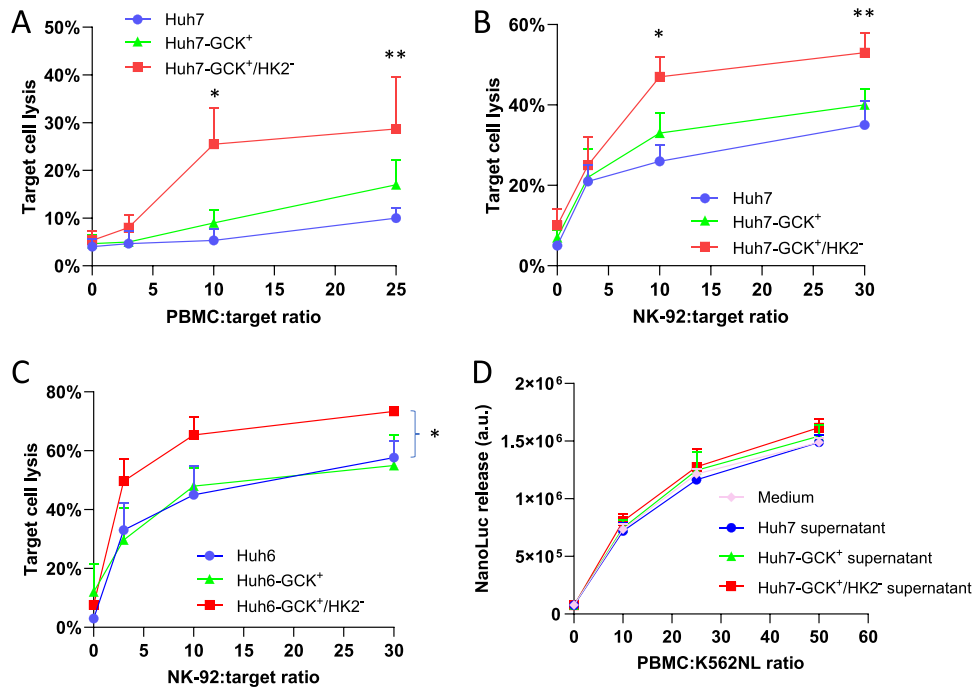 A
50%
40%
30%
20%
10%
0%
Target cell lysis
Huh7
Huh7-GCK⁺
Huh7-GCK⁺/HK2⁻
*
**
0 5 10 15 20 25
PBMC:target ratio
B
60%
40%
20%
0%
Target cell lysis
*
**
Huh7
Huh7-GCK⁺
Huh7-GCK⁺/HK2⁻
0 5 10 15 20 25 30
NK-92:target ratio
C
80%
60%
40%
20%
0%
Target cell lysis
*
Huh6
Huh6-GCK⁺
Huh6-GCK⁺/HK2⁻
0 5 10 15 20 25 30
NK-92:target ratio
D
2×10⁶
1.5×10⁶
1×10⁶
5×10⁵
0
NanoLuc release (a.u.)
Medium
Huh7 supernatant
Huh7-GCK⁺ supernatant
Huh7-GCK⁺/HK2⁻ supernatant
0 10 20 30 40 50 60
PBMC:K562NL ratio